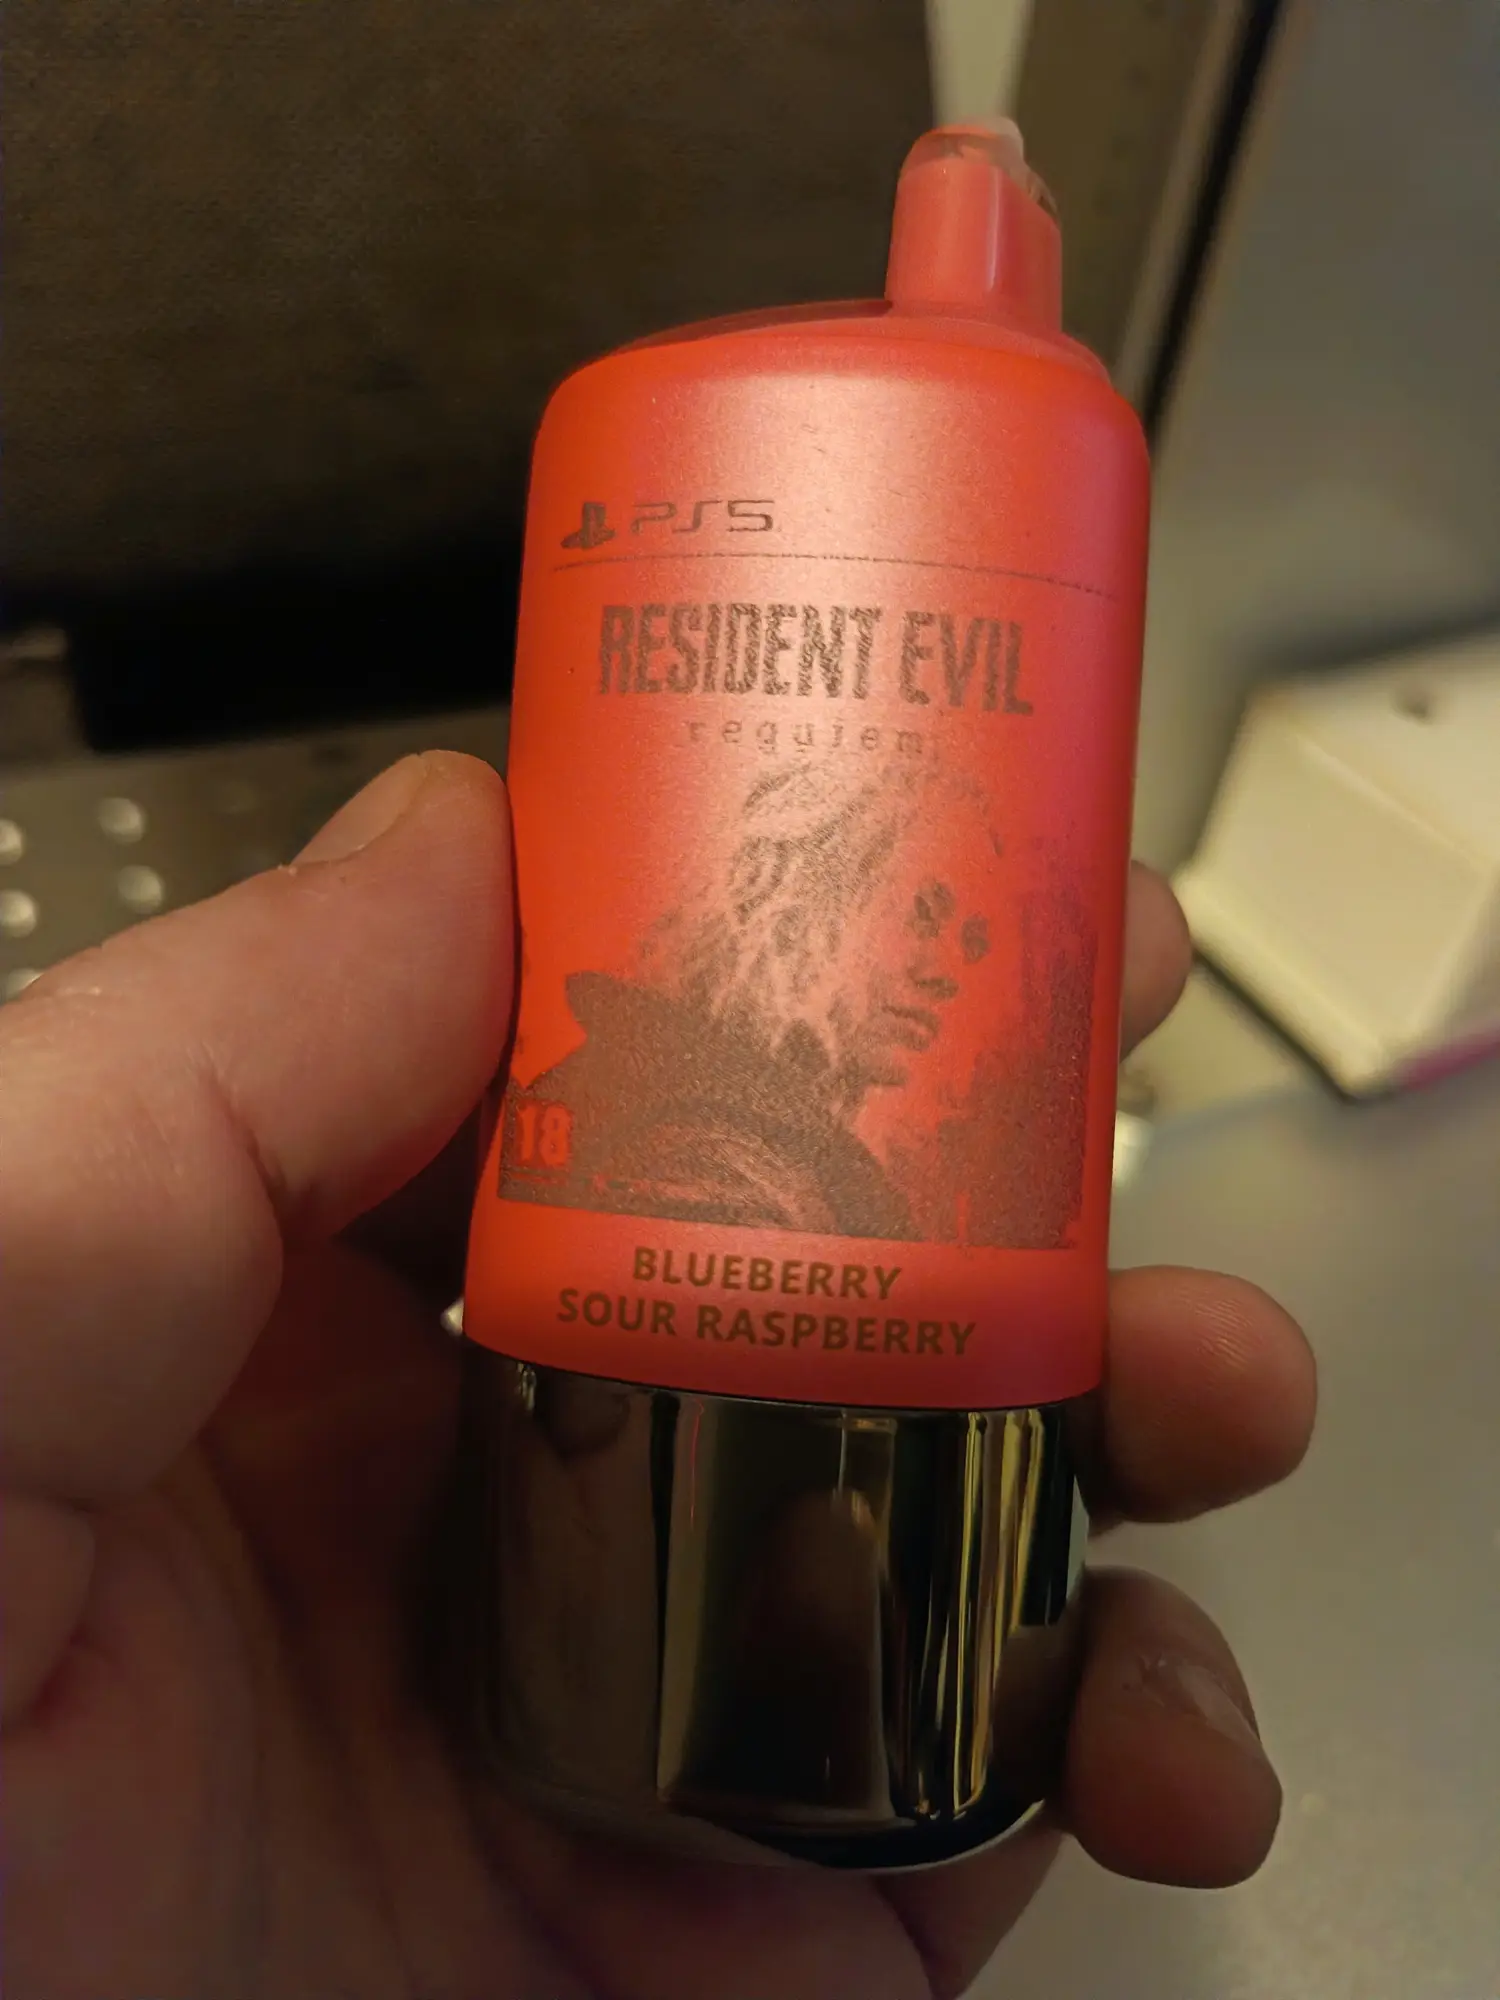 PS5
RESIDENT EVIL
requiem
18
BLUEBERRY
SOUR RASPBERRY